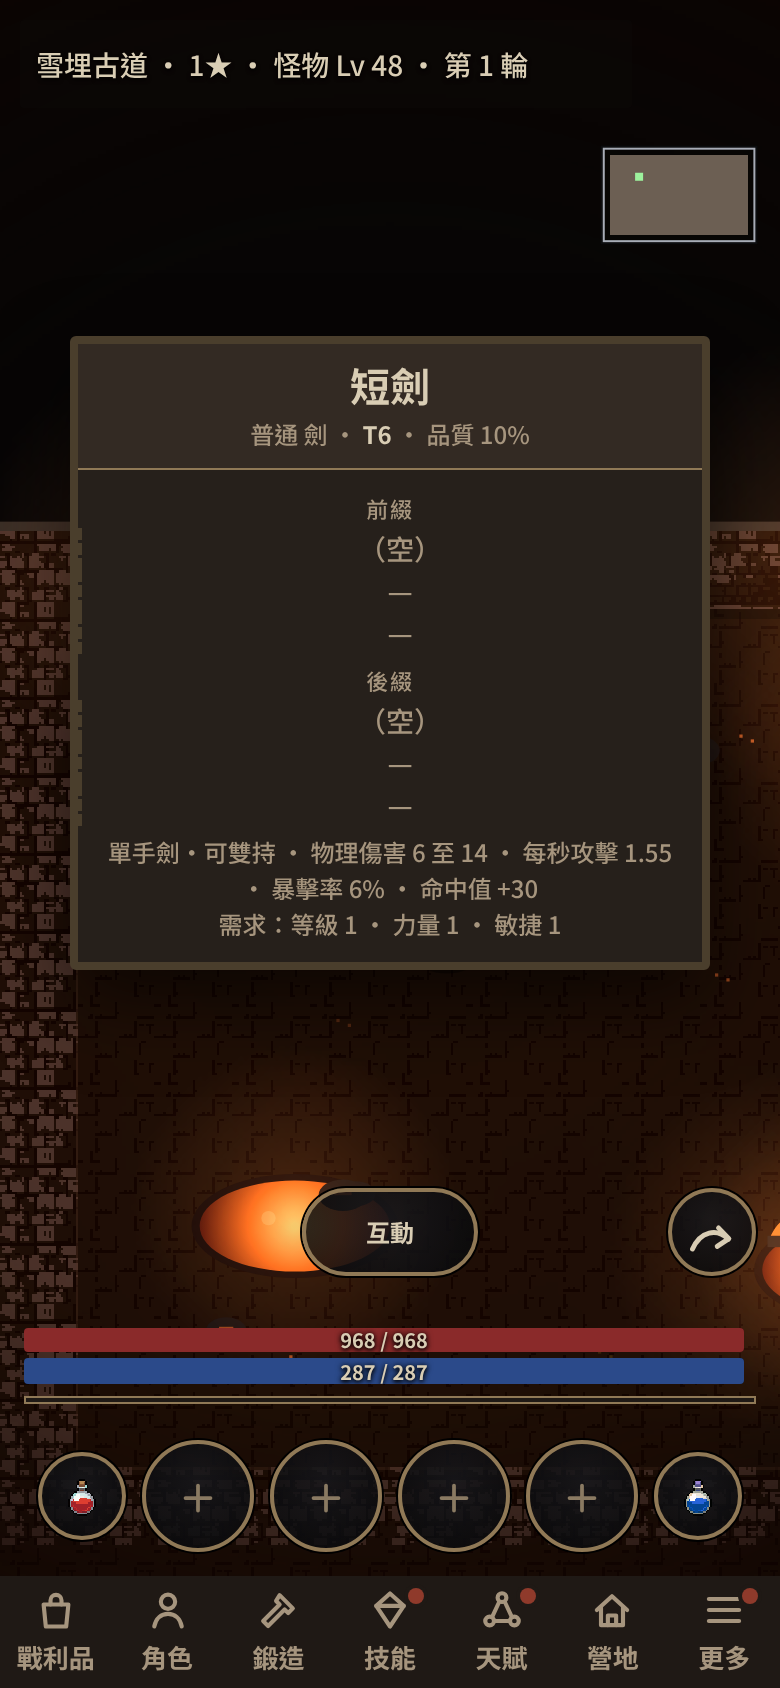 雪埋古道 • 1★ • 怪物 Lv 48 • 第 1 輪
短劍
普通 劍 • T6 • 品質 10%
前綴
（空）
—
—
後綴
（空）
—
—
單手劍・可雙持 • 物理傷害 6 至 14 • 每秒攻擊 1.55
• 暴擊率 6% • 命中值 +30
需求：等級 1 • 力量 1 • 敏捷 1
互動
968 / 968
287 / 287
戰利品 角色 鍛造 技能 天賦 營地 更多